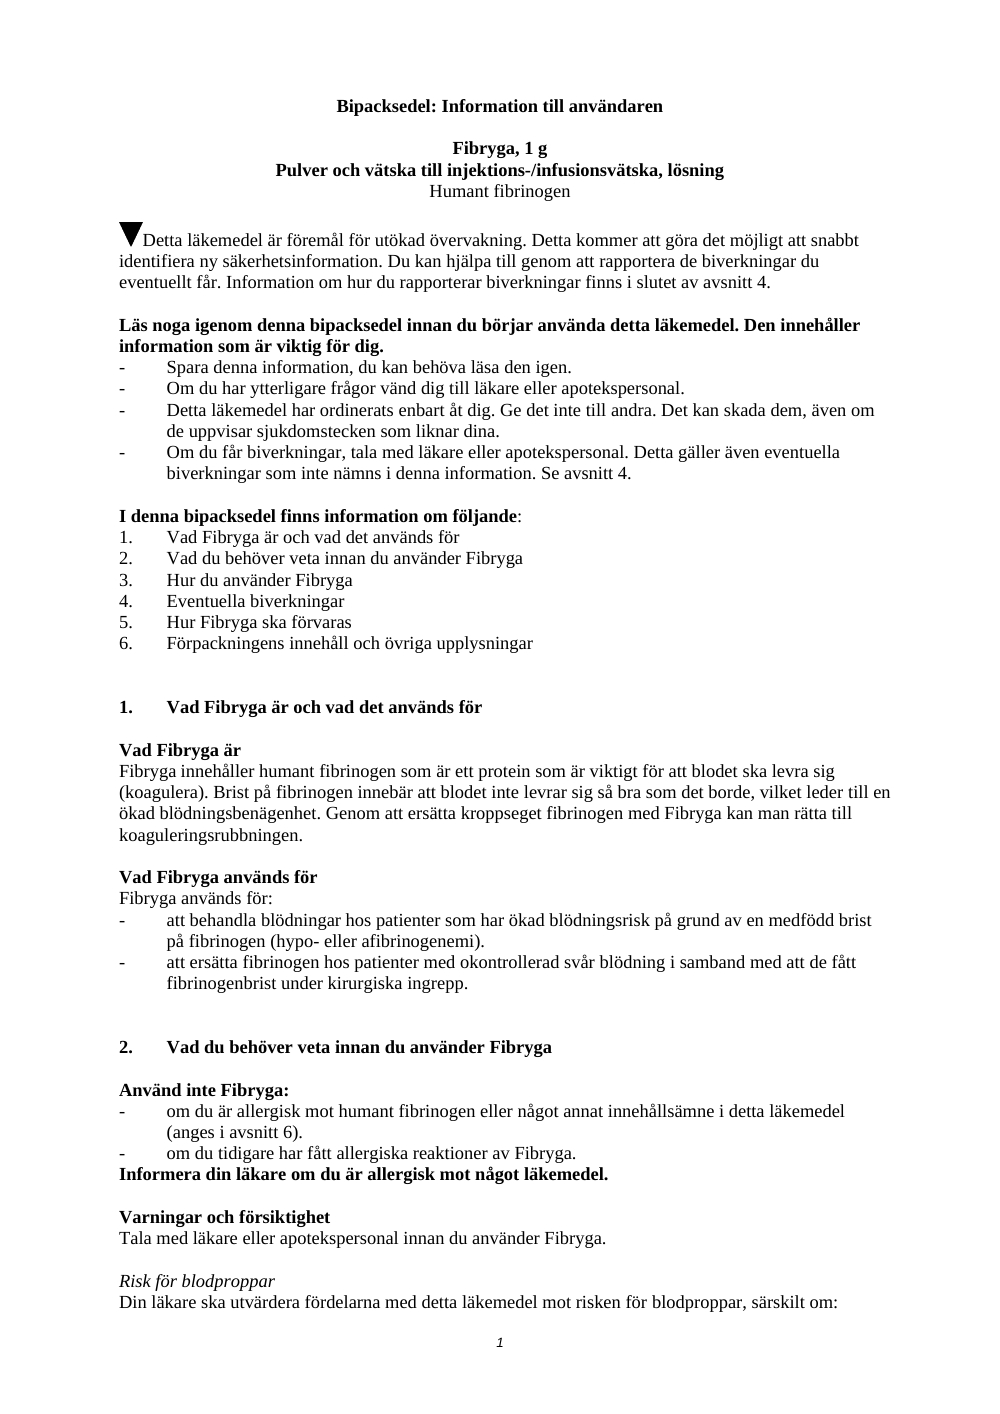 Bipacksedel: Information till användaren
Fibryga, 1 g
Pulver och vätska till injektions-/infusionsvätska, lösning
Humant fibrinogen
▼Detta läkemedel är föremål för utökad övervakning. Detta kommer att göra det möjligt att snabbt
identifiera ny säkerhetsinformation. Du kan hjälpa till genom att rapportera de biverkningar du
eventuellt får. Information om hur du rapporterar biverkningar finns i slutet av avsnitt 4.
Läs noga igenom denna bipacksedel innan du börjar använda detta läkemedel. Den innehåller
information som är viktig för dig.
- Spara denna information, du kan behöva läsa den igen.
- Om du har ytterligare frågor vänd dig till läkare eller apotekspersonal.
- Detta läkemedel har ordinerats enbart åt dig. Ge det inte till andra. Det kan skada dem, även om
de uppvisar sjukdomstecken som liknar dina.
- Om du får biverkningar, tala med läkare eller apotekspersonal. Detta gäller även eventuella
biverkningar som inte nämns i denna information. Se avsnitt 4.
I denna bipacksedel finns information om följande:
1. Vad Fibryga är och vad det används för
2. Vad du behöver veta innan du använder Fibryga
3. Hur du använder Fibryga
4. Eventuella biverkningar
5. Hur Fibryga ska förvaras
6. Förpackningens innehåll och övriga upplysningar
1. Vad Fibryga är och vad det används för
Vad Fibryga är
Fibryga innehåller humant fibrinogen som är ett protein som är viktigt för att blodet ska levra sig
(koagulera). Brist på fibrinogen innebär att blodet inte levrar sig så bra som det borde, vilket leder till en
ökad blödningsbenägenhet. Genom att ersätta kroppseget fibrinogen med Fibryga kan man rätta till
koaguleringsrubbningen.
Vad Fibryga används för
Fibryga används för:
- att behandla blödningar hos patienter som har ökad blödningsrisk på grund av en medfödd brist
på fibrinogen (hypo- eller afibrinogenemi).
- att ersätta fibrinogen hos patienter med okontrollerad svår blödning i samband med att de fått
fibrinogenbrist under kirurgiska ingrepp.
2. Vad du behöver veta innan du använder Fibryga
Använd inte Fibryga:
- om du är allergisk mot humant fibrinogen eller något annat innehållsämne i detta läkemedel
(anges i avsnitt 6).
- om du tidigare har fått allergiska reaktioner av Fibryga.
Informera din läkare om du är allergisk mot något läkemedel.
Varningar och försiktighet
Tala med läkare eller apotekspersonal innan du använder Fibryga.
Risk för blodproppar
Din läkare ska utvärdera fördelarna med detta läkemedel mot risken för blodproppar, särskilt om:
1